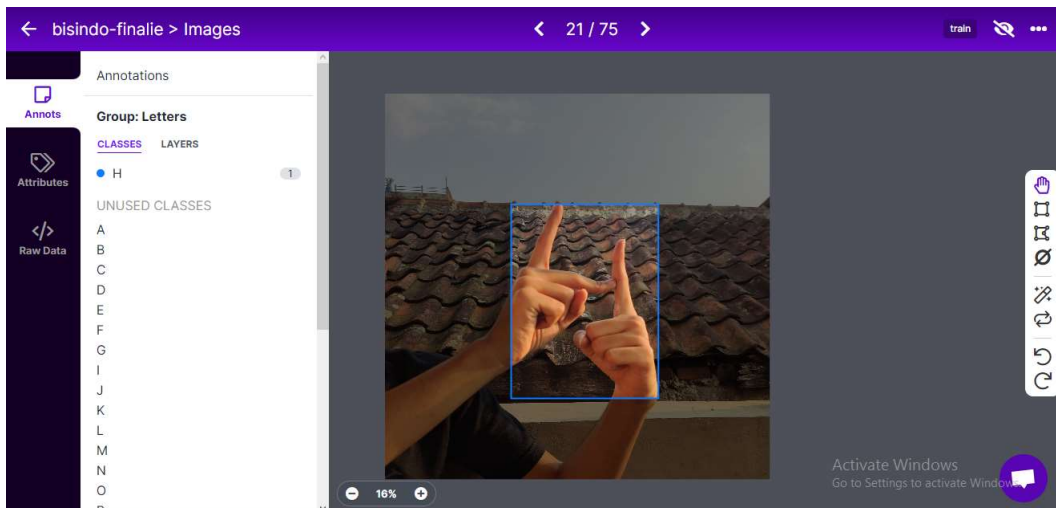 bisindo-finalie > Images
21 / 75
train
Annots
Attributes
</>
Raw Data
Annotations
Group: Letters
CLASSES LAYERS
H 1
UNUSED CLASSES
A
B
C
D
E
F
G
I
J
K
L
M
N
O
16%
Activate Windows
Go to Settings to activate Windows